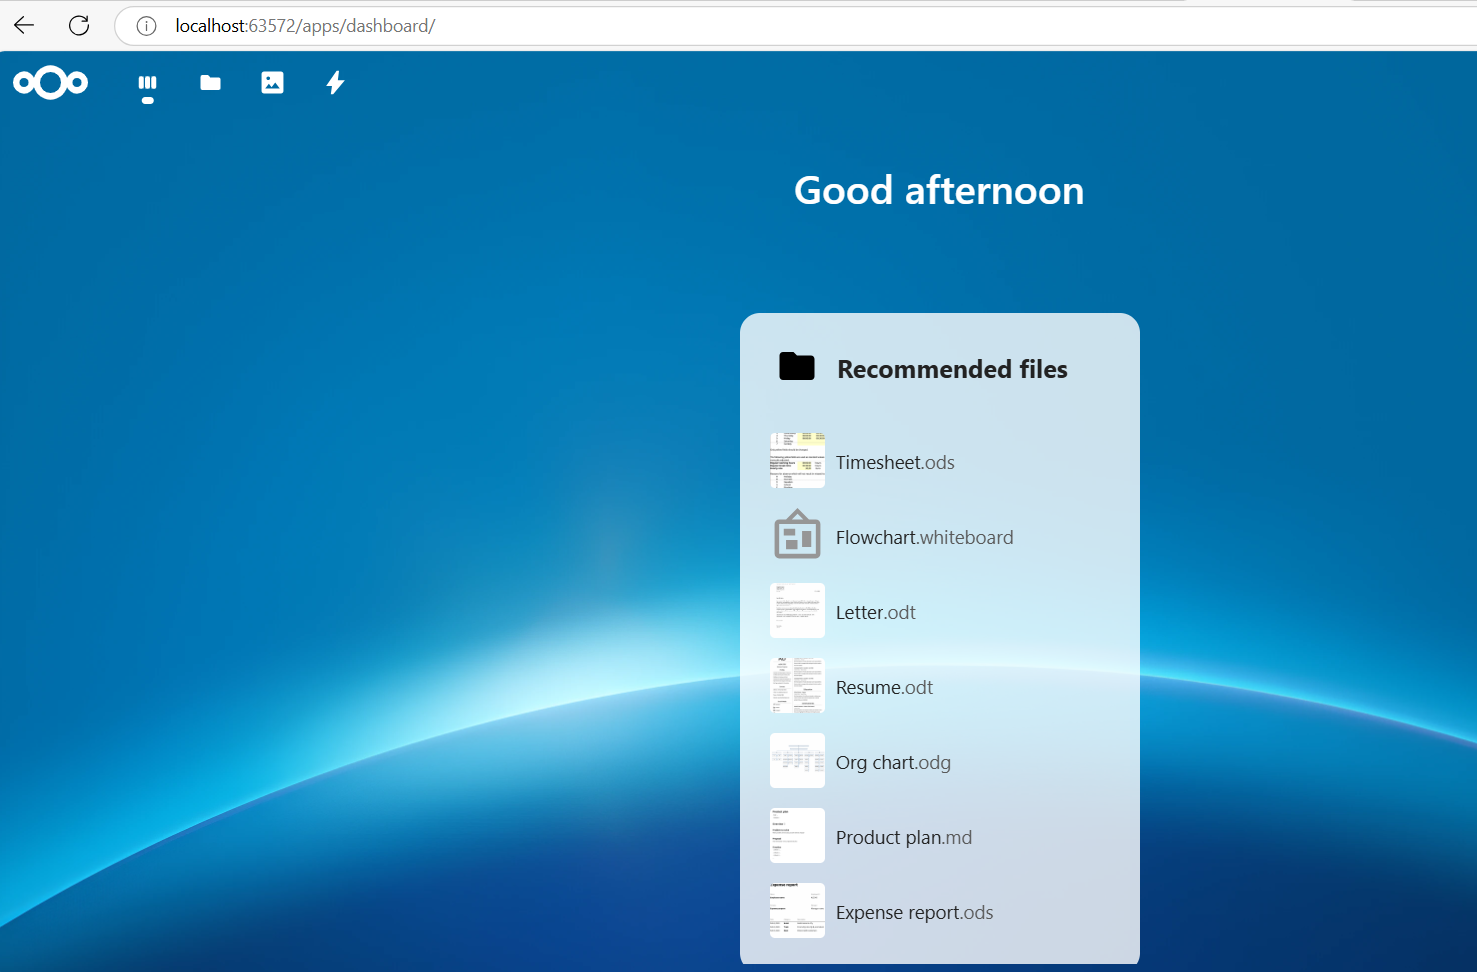 localhost:63572/apps/dashboard/
Good afternoon
Recommended files
Timesheet.ods
Flowchart.whiteboard
Letter.odt
Resume.odt
Org chart.odg
Product plan.md
Expense report.ods